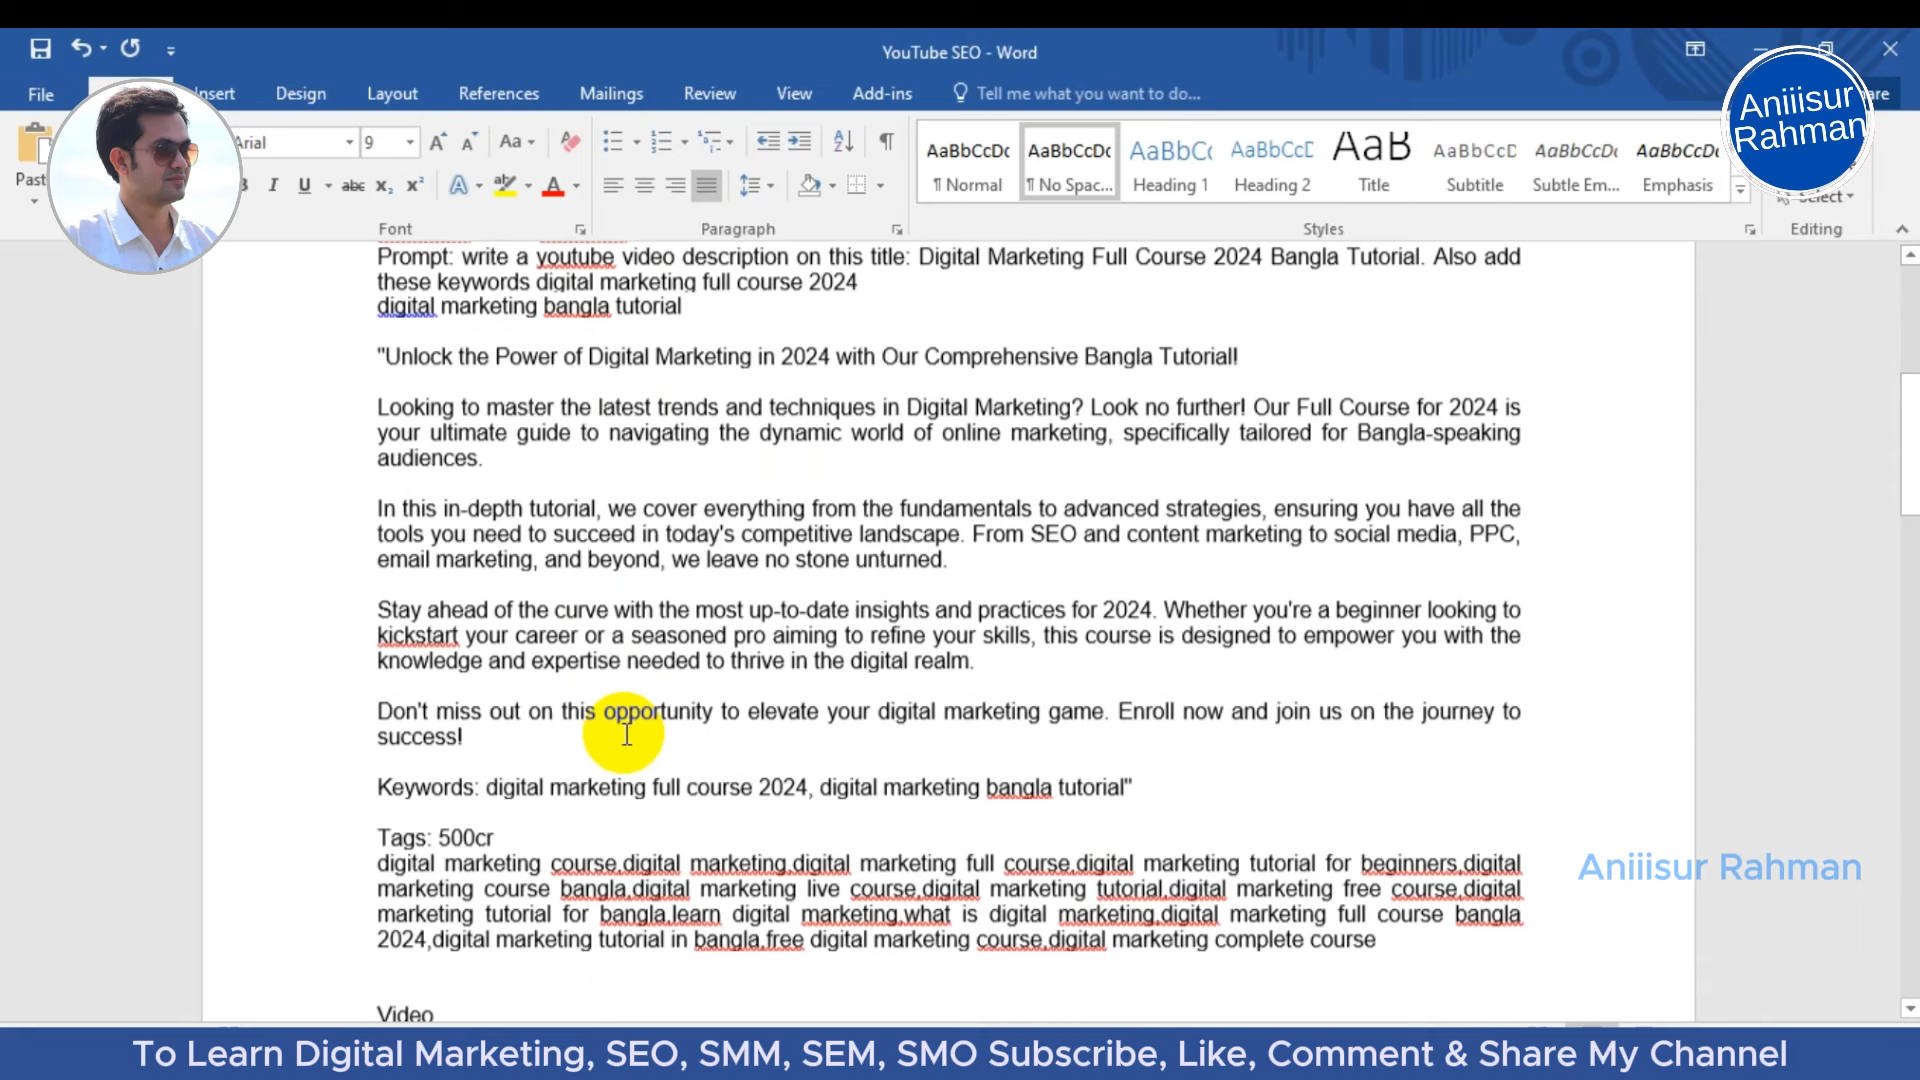 YouTube SEO - Word
File
Insert
Design
Layout
References
Mailings
Review
View
Add-ins
Tell me what you want to do...
Aniiisur
Rahman
Arial
9
Aa
AaBbCcDc
AaBbCcDc
AaBbC
AaBbCcC
AaB
AaBbCcD
AaBbCcDc
AaBbCcDc
Past
¶ Normal
¶ No Spac...
Heading 1
Heading 2
Title
Subtitle
Subtle Em...
Emphasis
Select
Font
Paragraph
Styles
Editing
Prompt: write a youtube video description on this title: Digital Marketing Full Course 2024 Bangla Tutorial. Also add
these keywords digital marketing full course 2024
digital marketing bangla tutorial
"Unlock the Power of Digital Marketing in 2024 with Our Comprehensive Bangla Tutorial!
Looking to master the latest trends and techniques in Digital Marketing? Look no further! Our Full Course for 2024 is
your ultimate guide to navigating the dynamic world of online marketing, specifically tailored for Bangla-speaking
audiences.
In this in-depth tutorial, we cover everything from the fundamentals to advanced strategies, ensuring you have all the
tools you need to succeed in today's competitive landscape. From SEO and content marketing to social media, PPC,
email marketing, and beyond, we leave no stone unturned.
Stay ahead of the curve with the most up-to-date insights and practices for 2024. Whether you're a beginner looking to
kickstart your career or a seasoned pro aiming to refine your skills, this course is designed to empower you with the
knowledge and expertise needed to thrive in the digital realm.
Don't miss out on this opportunity to elevate your digital marketing game. Enroll now and join us on the journey to
success!
Keywords: digital marketing full course 2024, digital marketing bangla tutorial"
Tags: 500cr
digital marketing course,digital marketing,digital marketing full course,digital marketing tutorial for beginners,digital
marketing course bangla,digital marketing live course,digital marketing tutorial,digital marketing free course,digital
marketing tutorial for bangla,learn digital marketing,what is digital marketing,digital marketing full course bangla
2024,digital marketing tutorial in bangla,free digital marketing course,digital marketing complete course
Aniiisur Rahman
Video
To Learn Digital Marketing, SEO, SMM, SEM, SMO Subscribe, Like, Comment & Share My Channel